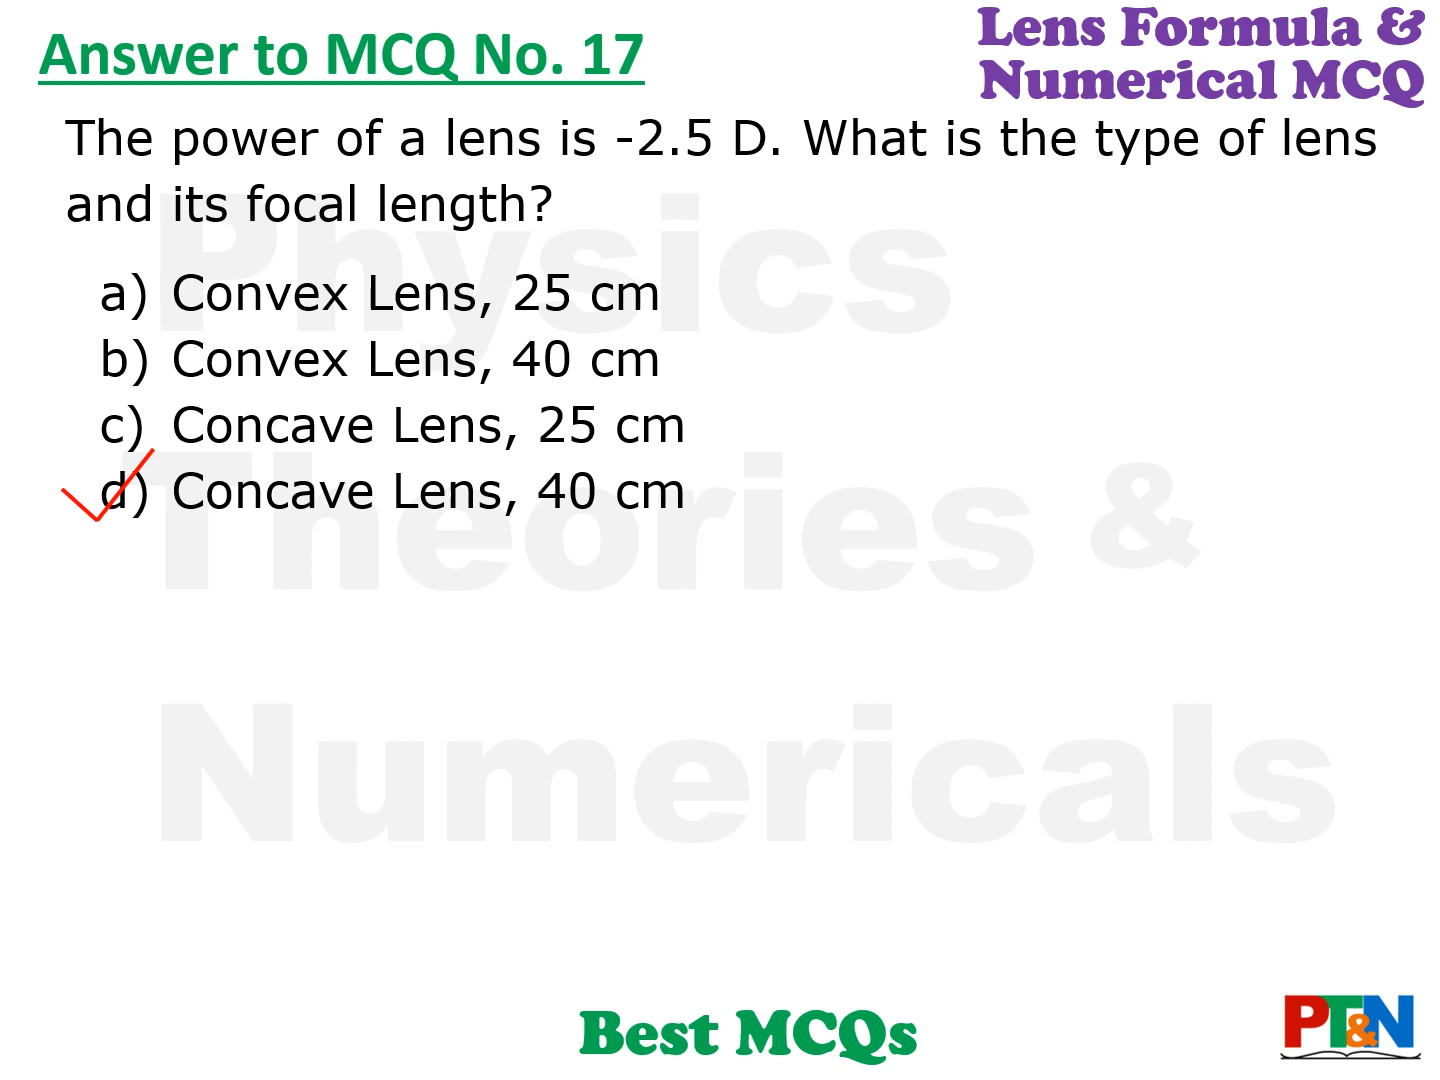 Answer to MCQ No. 17
Lens Formula &
Numerical MCQ
The power of a lens is -2.5 D. What is the type of lens
and its focal length?
a) Convex Lens, 25 cm
b) Convex Lens, 40 cm
c) Concave Lens, 25 cm
d) Concave Lens, 40 cm
Physics
Theories &
Numericals
Best MCQs
PT&N